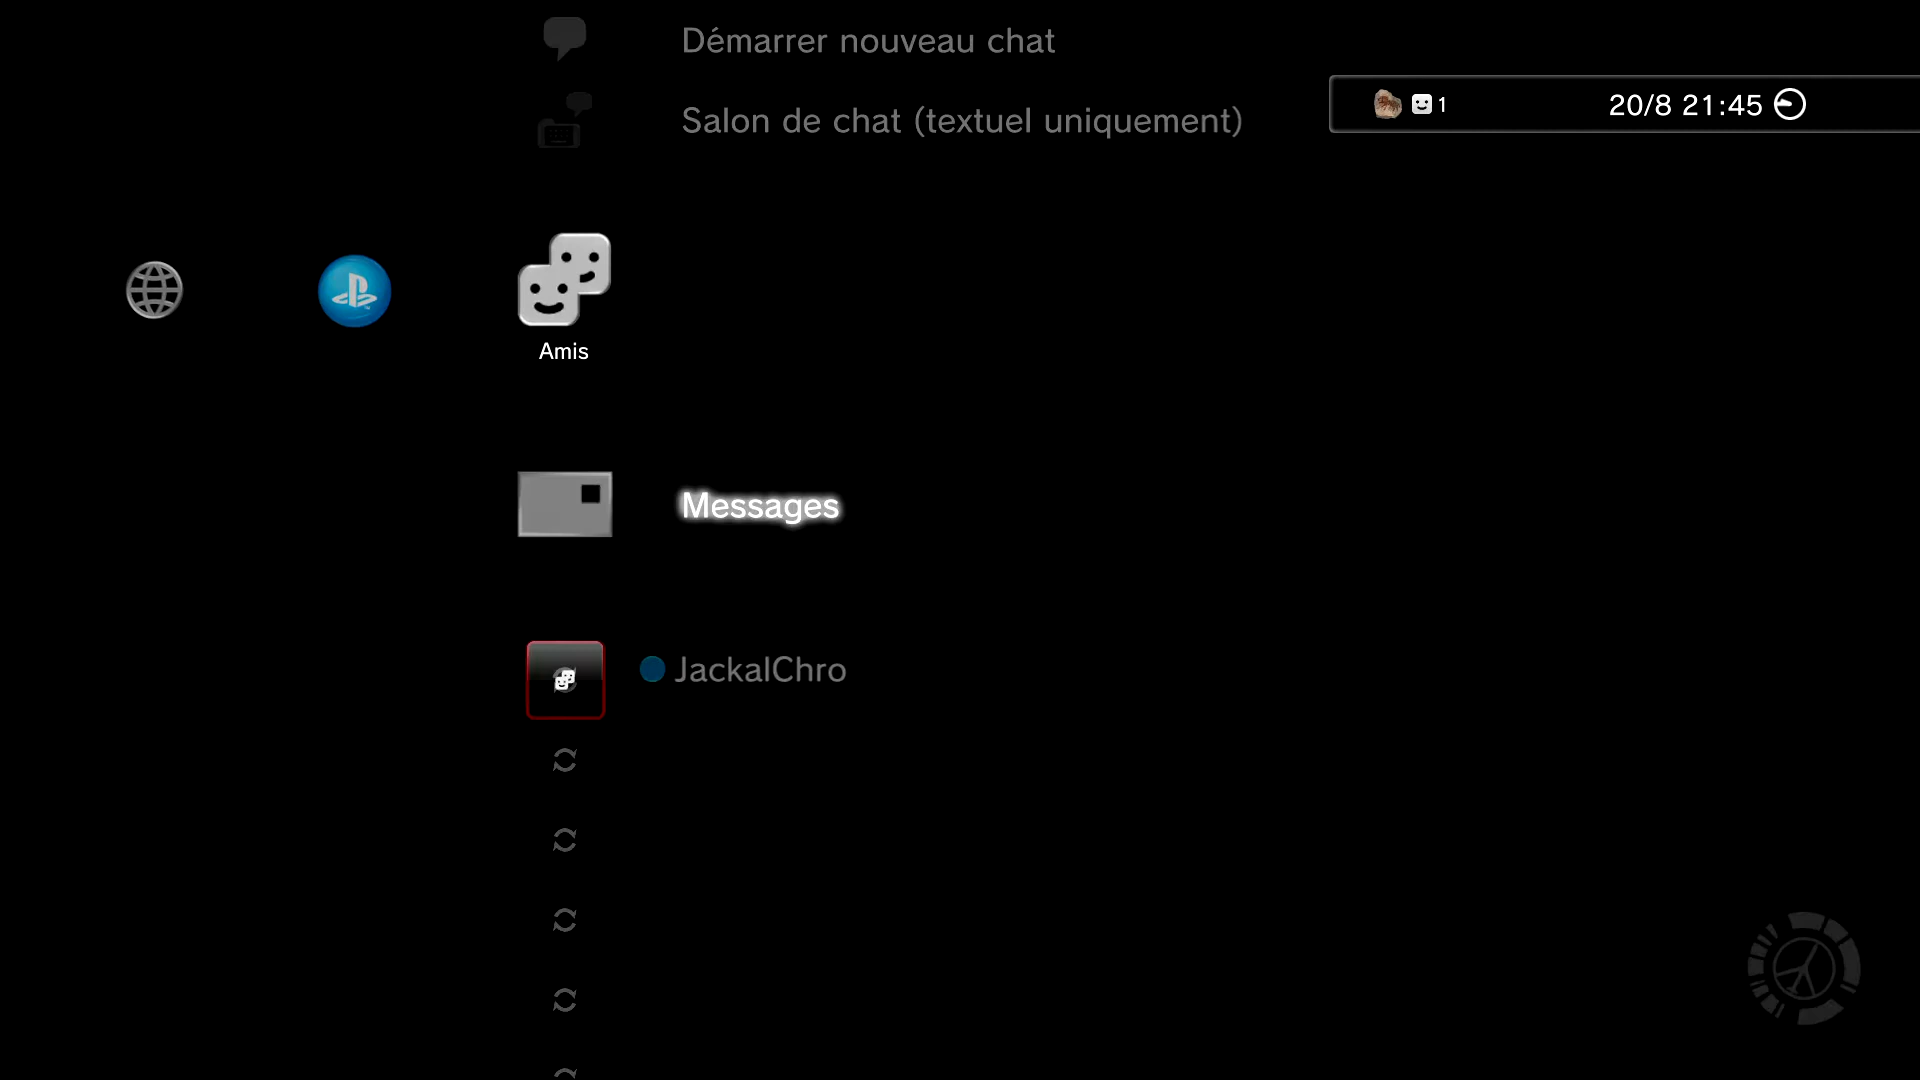 Démarrer nouveau chat
Salon de chat (textuel uniquement)
1 20/8 21:45
Amis
Messages
JackalChro